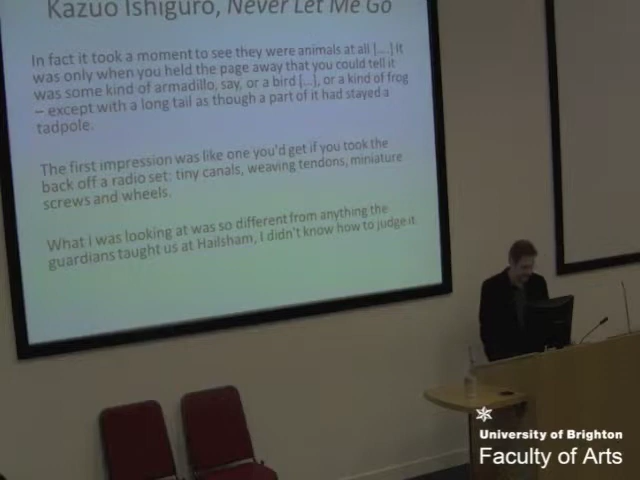 Kazuo Ishiguro, Never Let Me Go
In fact it took a moment to see they were animals at all [....] It
was only when you held the page away that you could tell it
was some kind of armadillo, say, or a bird [...], or a kind of frog
– except with a long tail as though a part of it had stayed a
tadpole.
The first impression was like one you'd get if you took the
back off a radio set: tiny canals, weaving tendons, miniature
screws and wheels.
What I was looking at was so different from anything the
guardians taught us at Hailsham, I didn't know how to judge it
University of Brighton
Faculty of Arts